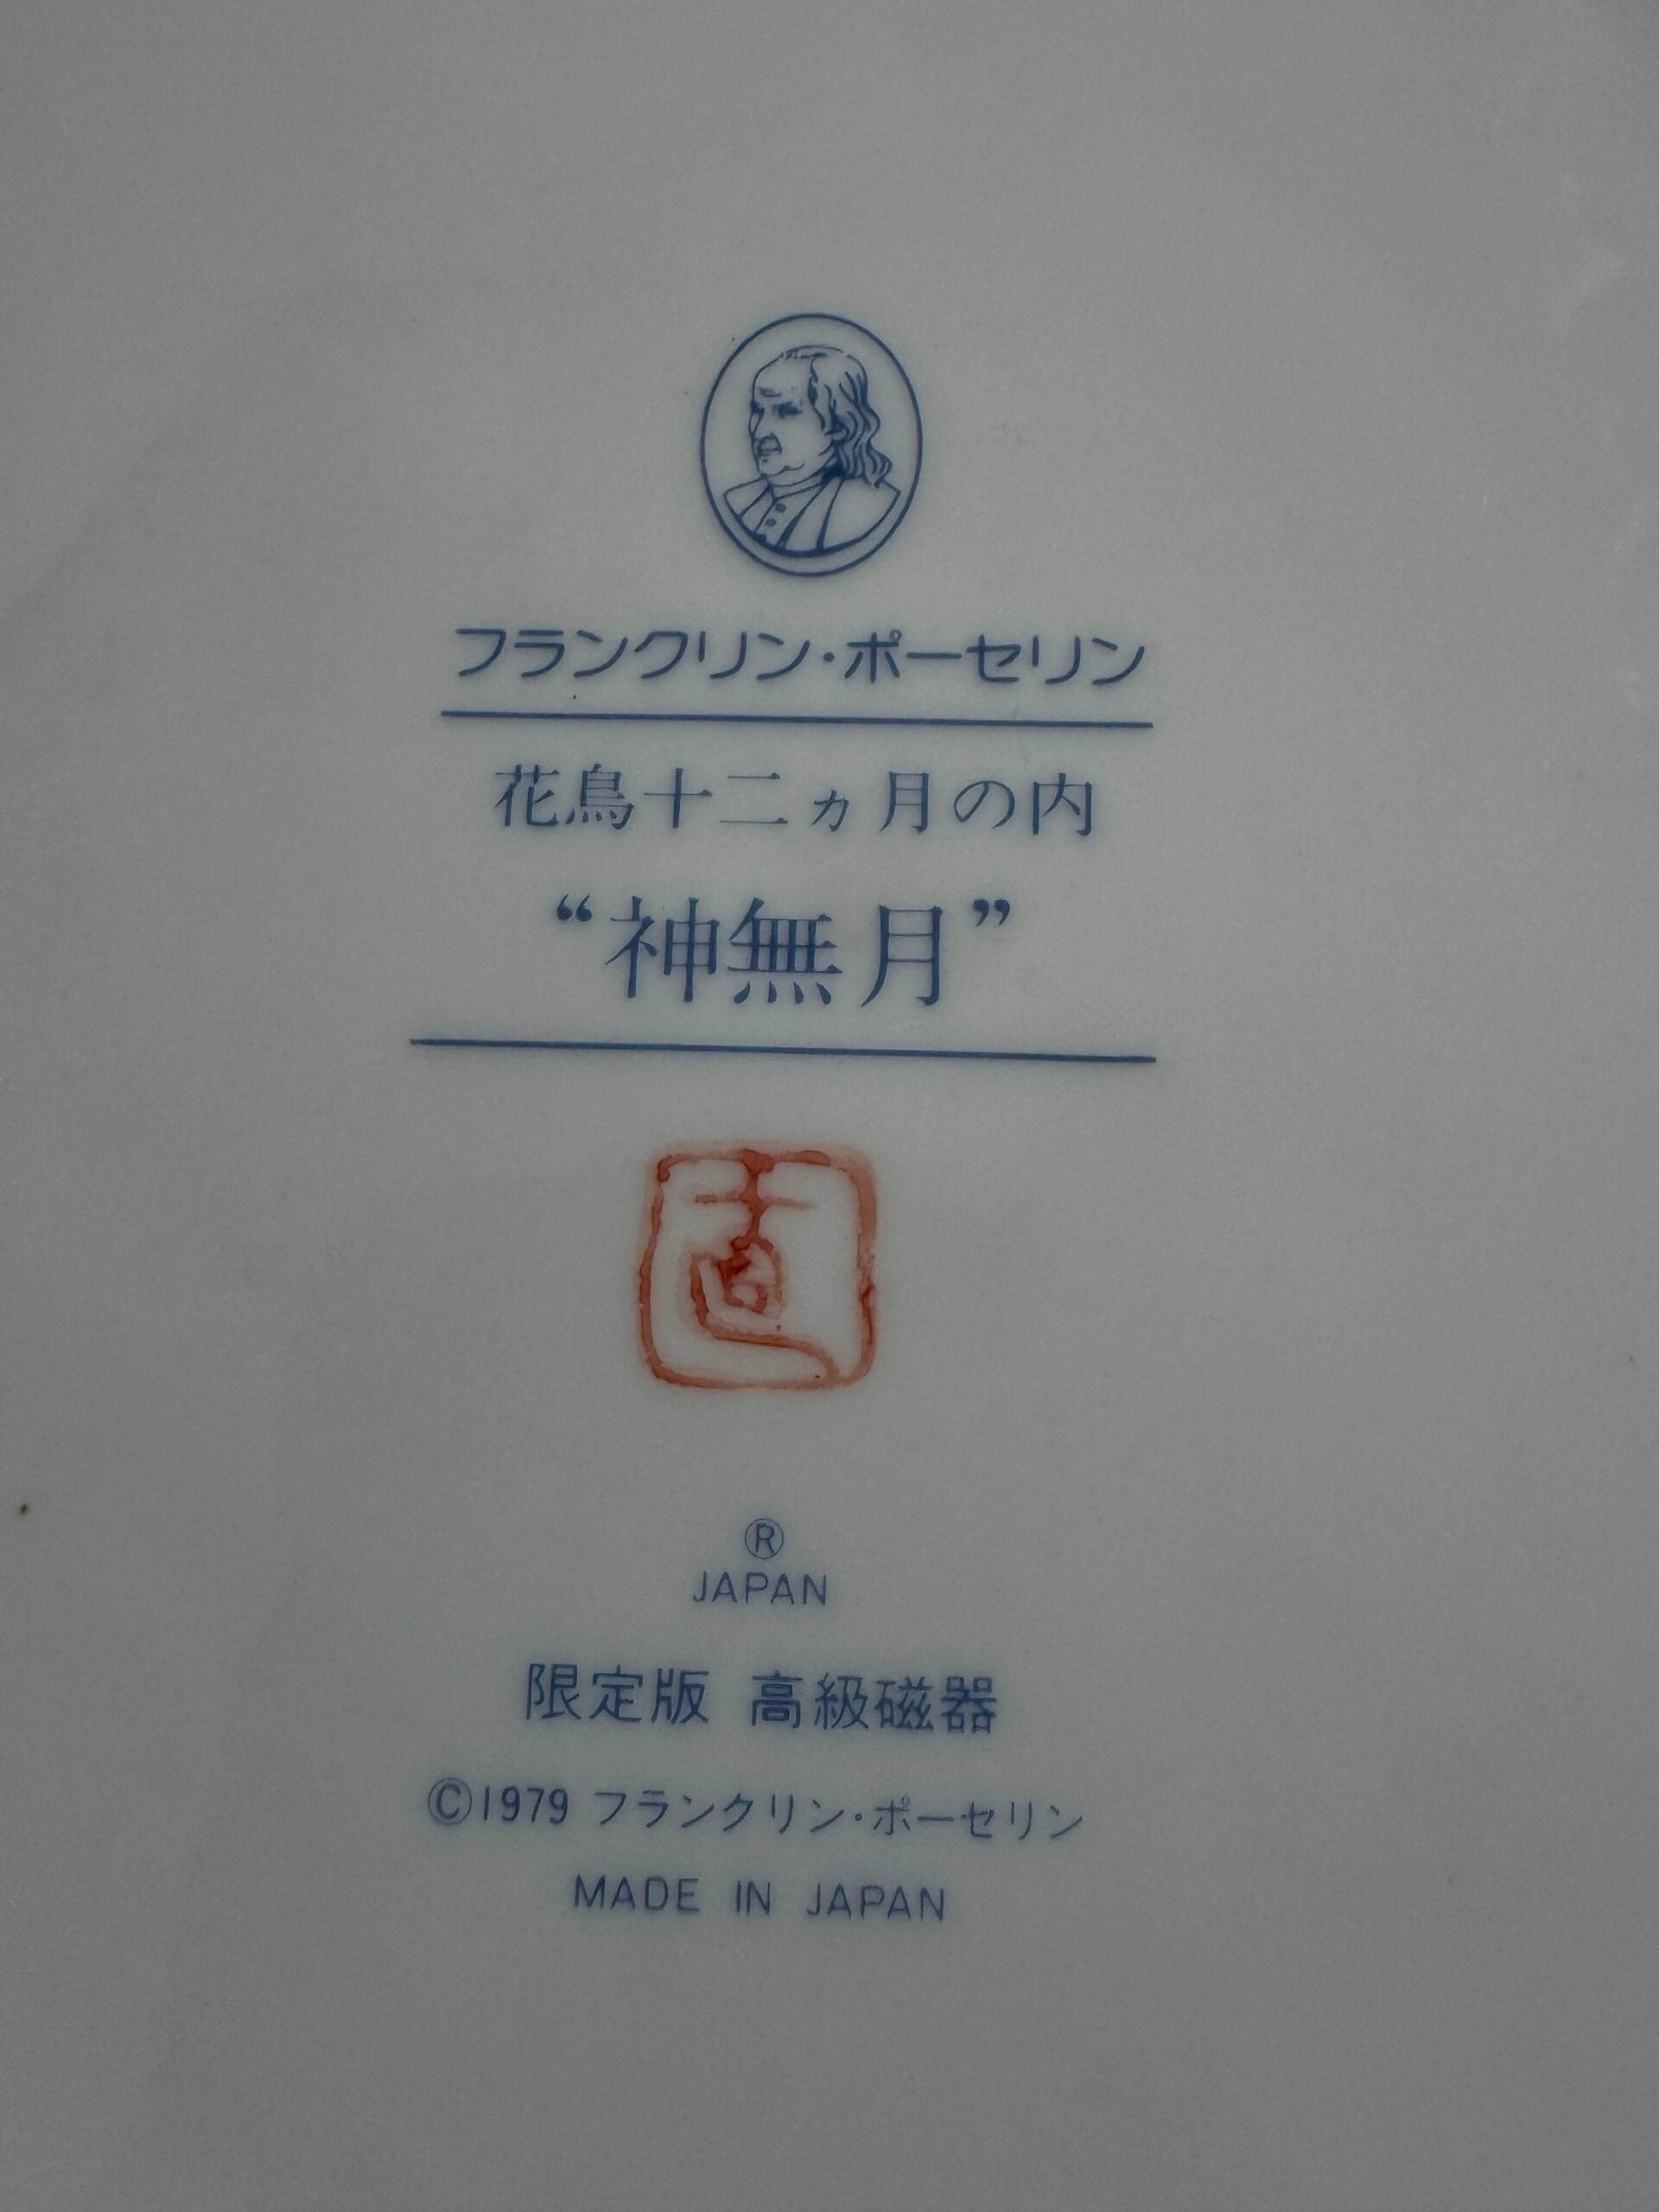 フランクリン・ポーセリン
花鳥十二ヵ月の内
“神無月”
Ⓡ
JAPAN
限定版 高級磁器
©1979 フランクリン・ポーセリン
MADE IN JAPAN